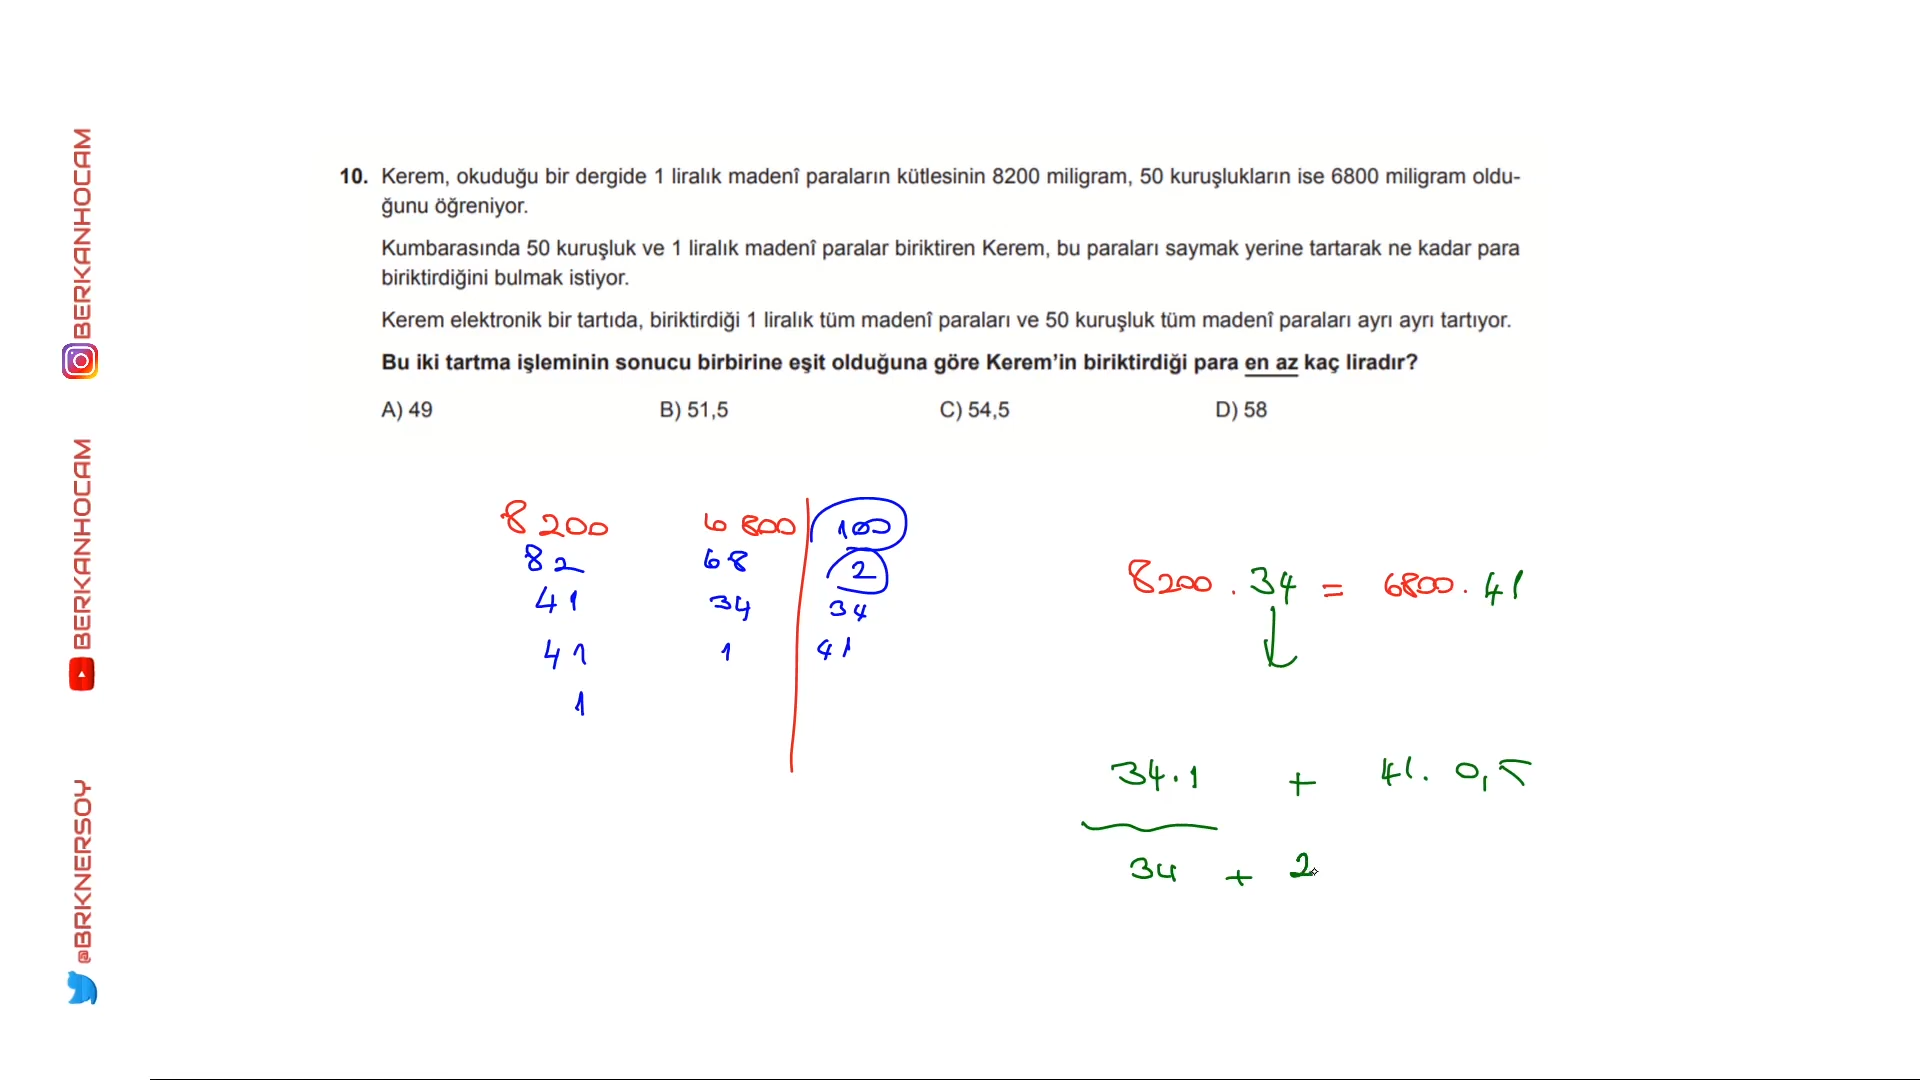 BERKANHOCAM
BERKANHOCAM
@BRKNERSOY
10. Kerem, okuduğu bir dergide 1 liralık madenî paraların kütlesinin 8200 miligram, 50 kuruşlukların ise 6800 miligram oldu-
ğunu öğreniyor.
Kumbarasında 50 kuruşluk ve 1 liralık madenî paralar biriktiren Kerem, bu paraları saymak yerine tartarak ne kadar para
biriktirdiğini bulmak istiyor.
Kerem elektronik bir tartıda, biriktirdiği 1 liralık tüm madenî paraları ve 50 kuruşluk tüm madenî paraları ayrı ayrı tartıyor.
Bu iki tartma işleminin sonucu birbirine eşit olduğuna göre Kerem'in biriktirdiği para en az kaç liradır?
A) 49 B) 51,5 C) 54,5 D) 58
8200 6800 100
82 68 2
41 34 34
41 1 41
1
8200 . 34 = 6800 . 41
34.1 + 41. 0,5
34 + 2